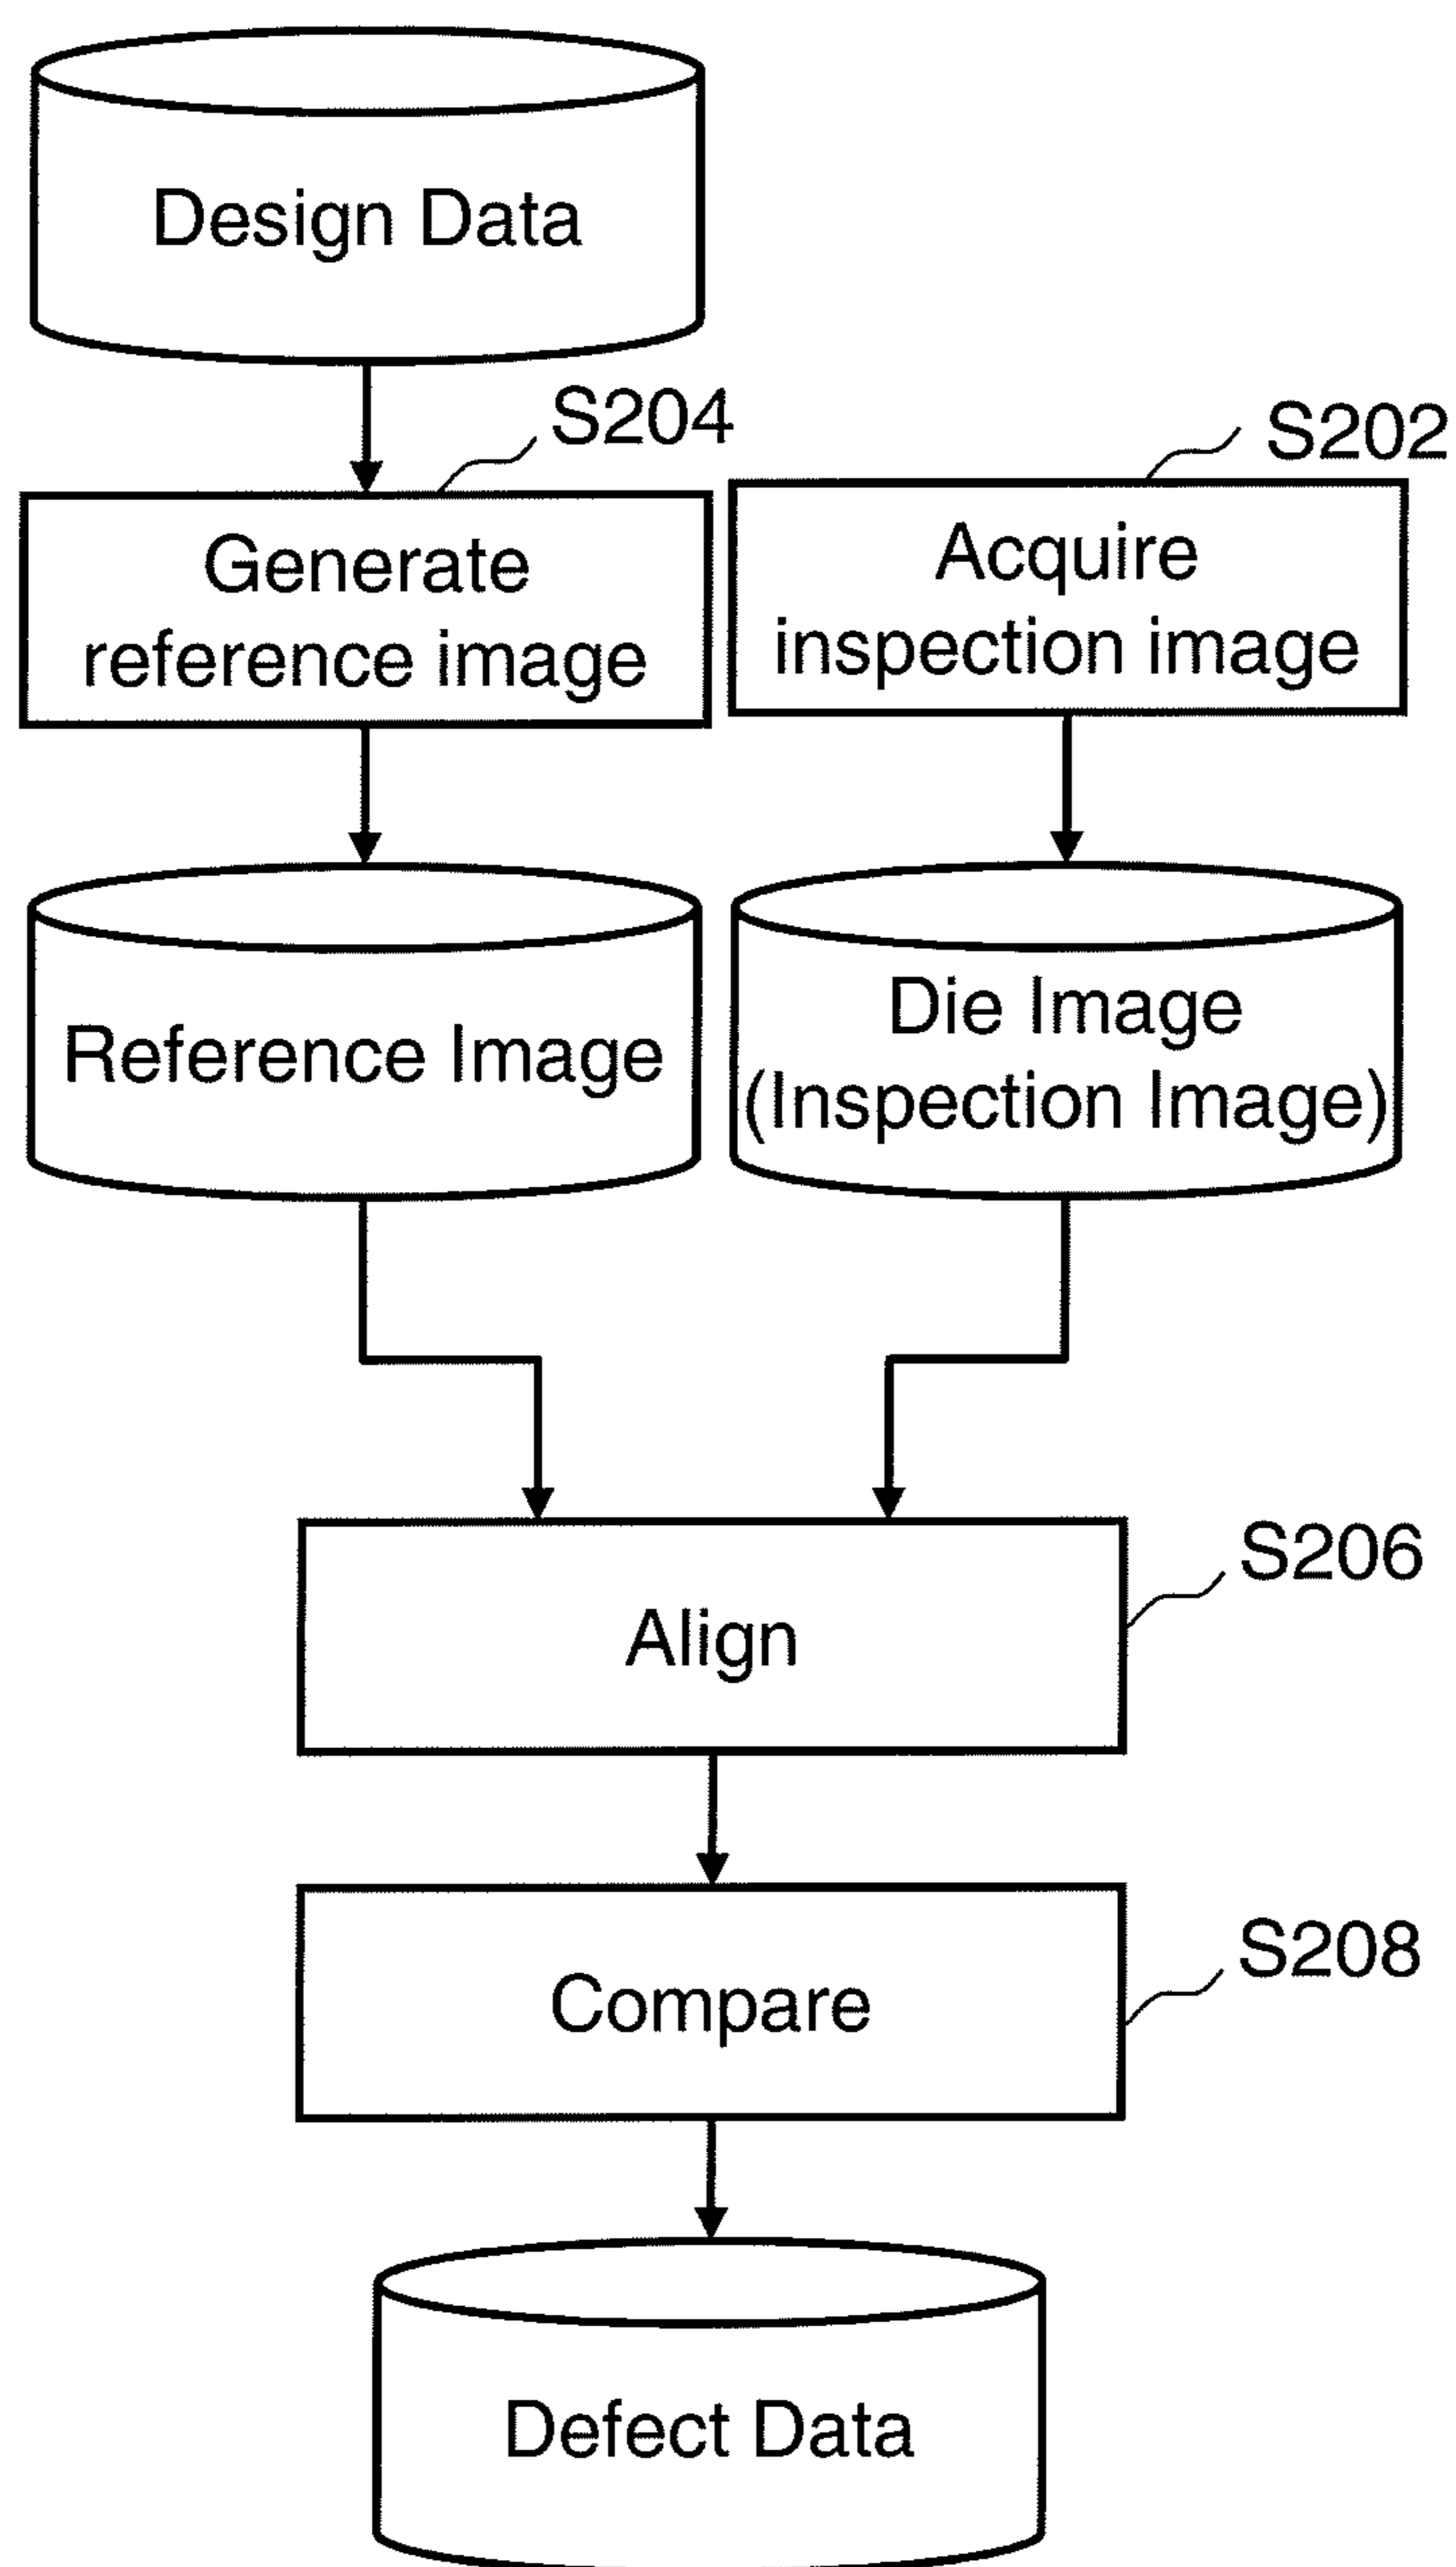 Design Data
S204
S202
Generate
reference image
Acquire
inspection image
Reference Image
Die Image
(Inspection Image)
S206
Align
S208
Compare
Defect Data